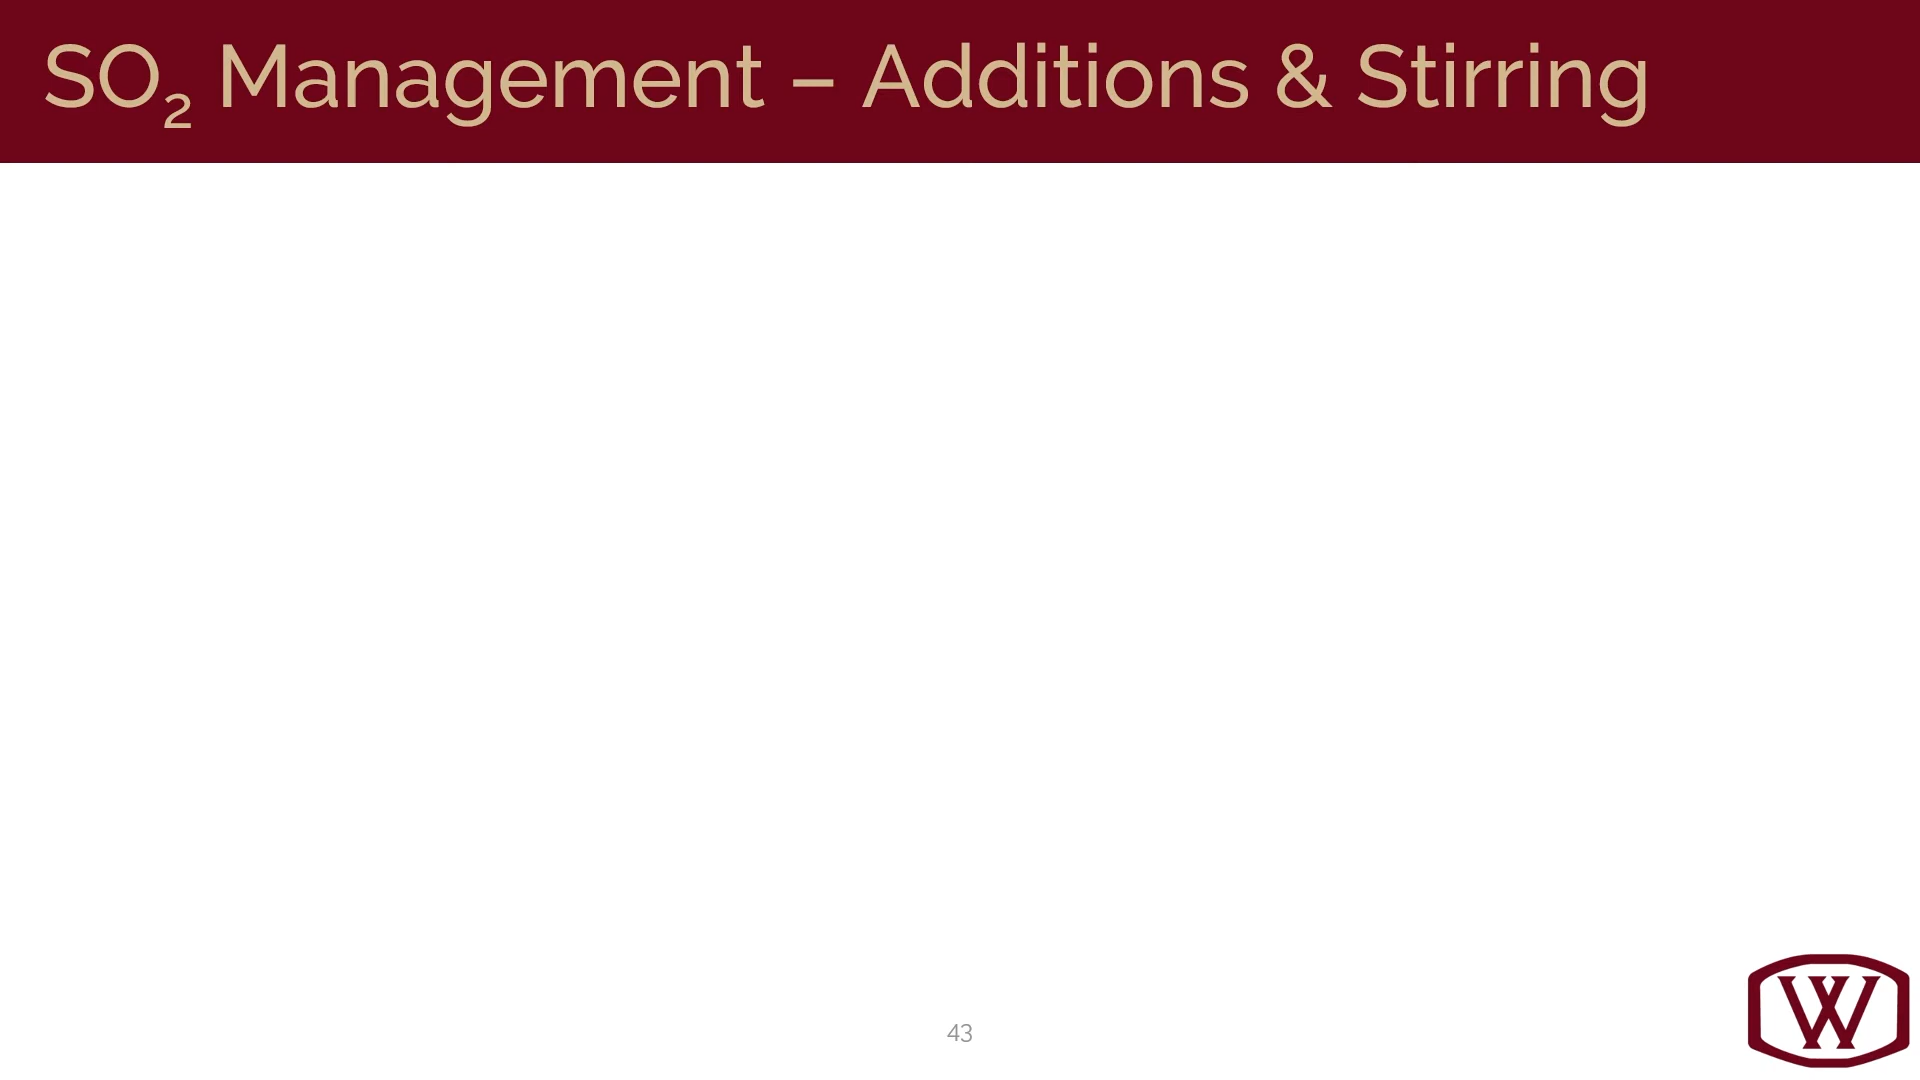 SO₂ Management – Additions & Stirring
43
W